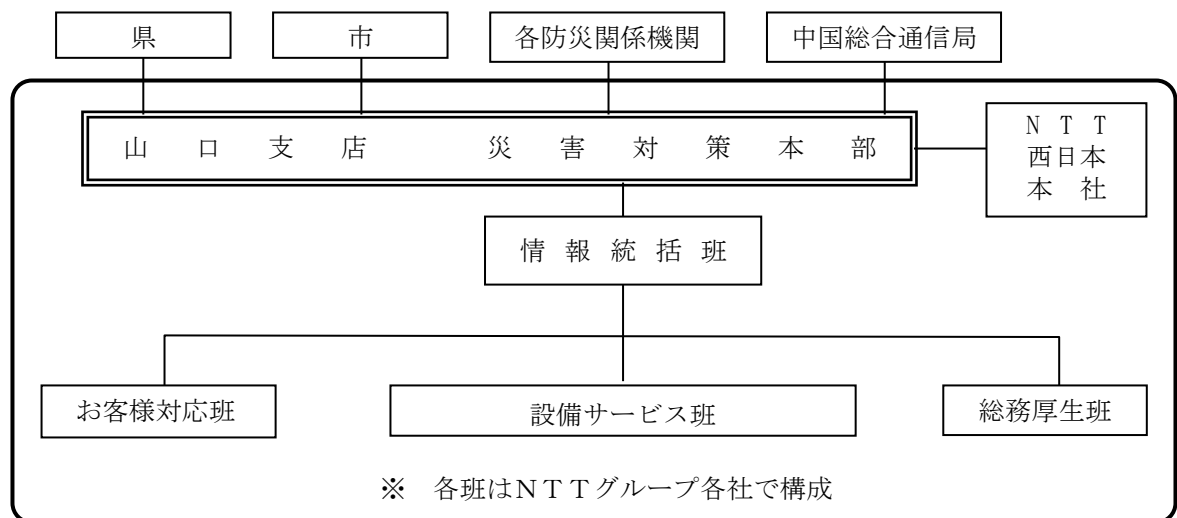 県
市
各防災関係機関
中国総合通信局
山口支店 災害対策本部
NTT
西日本
本社
情報統括班
お客様対応班
設備サービス班
総務厚生班
※ 各班はNTTグループ各社で構成